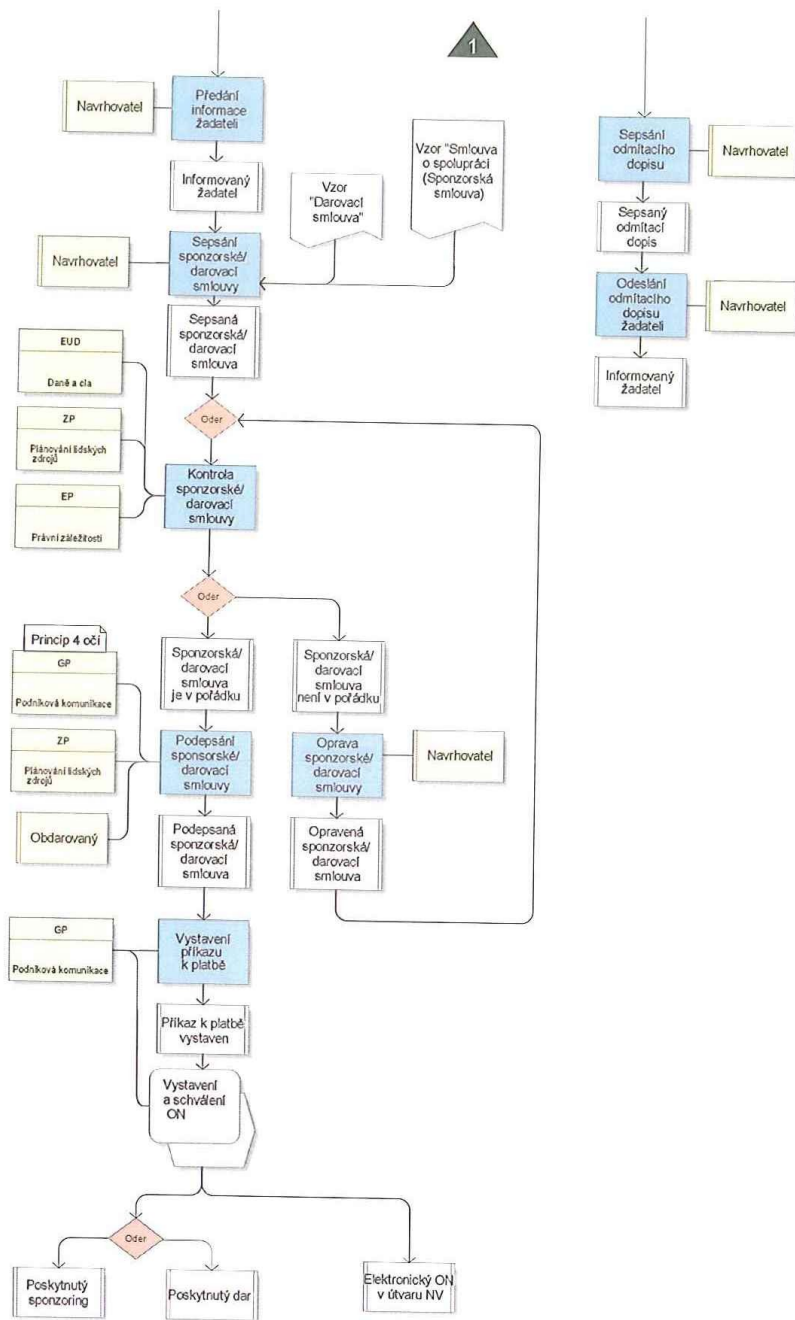 1
Navrhovatel
Předání
informace
žadateli
Informovaný
žadatel
Vzor
"Darovací
smlouva"
Vzor "Smlouva
o spolupráci
(Sponzorská
smlouva)
Navrhovatel
Sepsání
sponzorské/
darovací
smlouvy
Sepsaná
sponzorská/
darovací
smlouva
EUD
Daně a cla
ZP
Plánování lidských
zdrojů
EP
Právní záležitosti
Oder
Kontrola
sponzorské/
darovací
smlouvy
Oder
Sponzorská/
darovací
smlouva
je v pořádku
Sponzorská/
darovací
smlouva
není v pořádku
Princip 4 očí
GP
Podniková komunikace
ZP
Plánování lidských
zdrojů
Obdarovaný
Podepsání
sponsorské/
darovací
smlouvy
Oprava
sponzorské/
darovací
smlouvy
Navrhovatel
Podepsaná
sponzorská/
darovací
smlouva
Opravená
sponzorská/
darovací
smlouva
GP
Podniková komunikace
Vystavení
příkazu
k platbě
Příkaz k platbě
vystaven
Vystavení
a schválení
ON
Oder
Poskytnutý
sponzoring
Poskytnutý dar
Elektronický ON
v útvaru NV
Sepsání
odmítacího
dopisu
Navrhovatel
Sepsaný
odmítací
dopis
Odeslání
odmítacího
dopisu
žadateli
Navrhovatel
Informovaný
žadatel